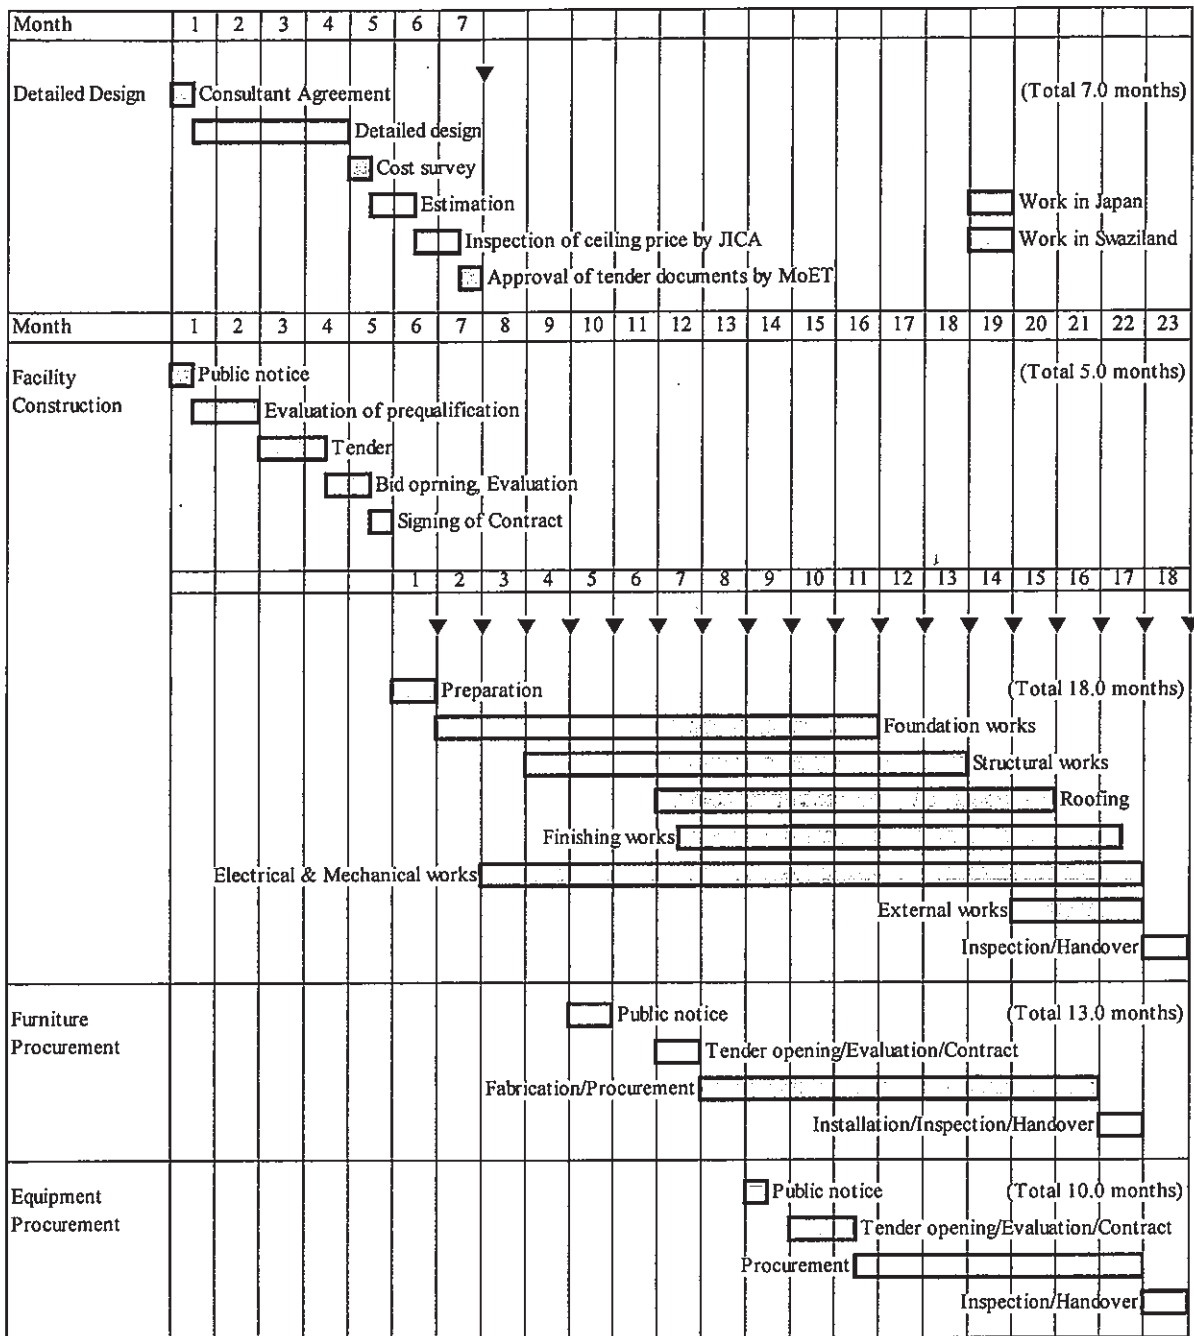 Month 1 2 3 4 5 6 7
Detailed Design Consultant Agreement (Total 7.0 months)
Detailed design
Cost survey
Estimation Work in Japan
Inspection of ceiling price by JICA Work in Swaziland
Approval of tender documents by MoET
Month 1 2 3 4 5 6 7 8 9 10 11 12 13 14 15 16 17 18 19 20 21 22 23
Facility Public notice (Total 5.0 months)
Construction Evaluation of prequalification
Tender
Bid oprning, Evaluation
Signing of Contract
1 2 3 4 5 6 7 8 9 10 11 12 13 14 15 16 17 18
Preparation (Total 18.0 months)
Foundation works
Structural works
Roofing
Finishing works
Electrical & Mechanical works
External works
Inspection/Handover
Furniture Public notice (Total 13.0 months)
Procurement Tender opening/Evaluation/Contract
Fabrication/Procurement
Installation/Inspection/Handover
Equipment Public notice (Total 10.0 months)
Procurement Tender opening/Evaluation/Contract
Procurement
Inspection/Handover